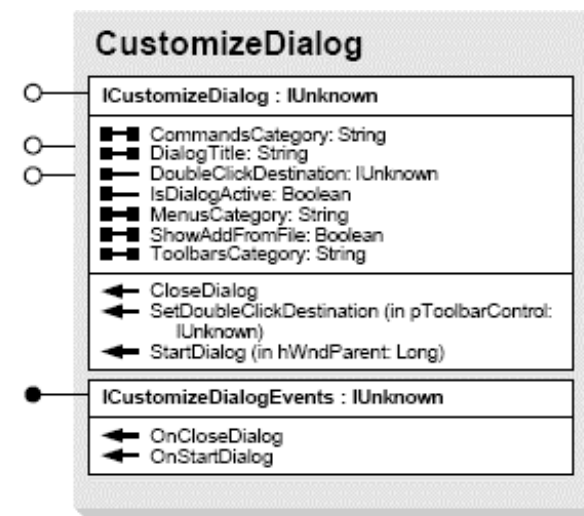 CustomizeDialog
ICustomizeDialog : IUnknown
CommandsCategory: String
DialogTitle: String
DoubleClickDestination: IUnknown
IsDialogActive: Boolean
MenusCategory: String
ShowAddFromFile: Boolean
ToolbarsCategory: String
CloseDialog
SetDoubleClickDestination (in pToolbarControl:
IUnknown)
StartDialog (in hWndParent: Long)
ICustomizeDialogEvents : IUnknown
OnCloseDialog
OnStartDialog